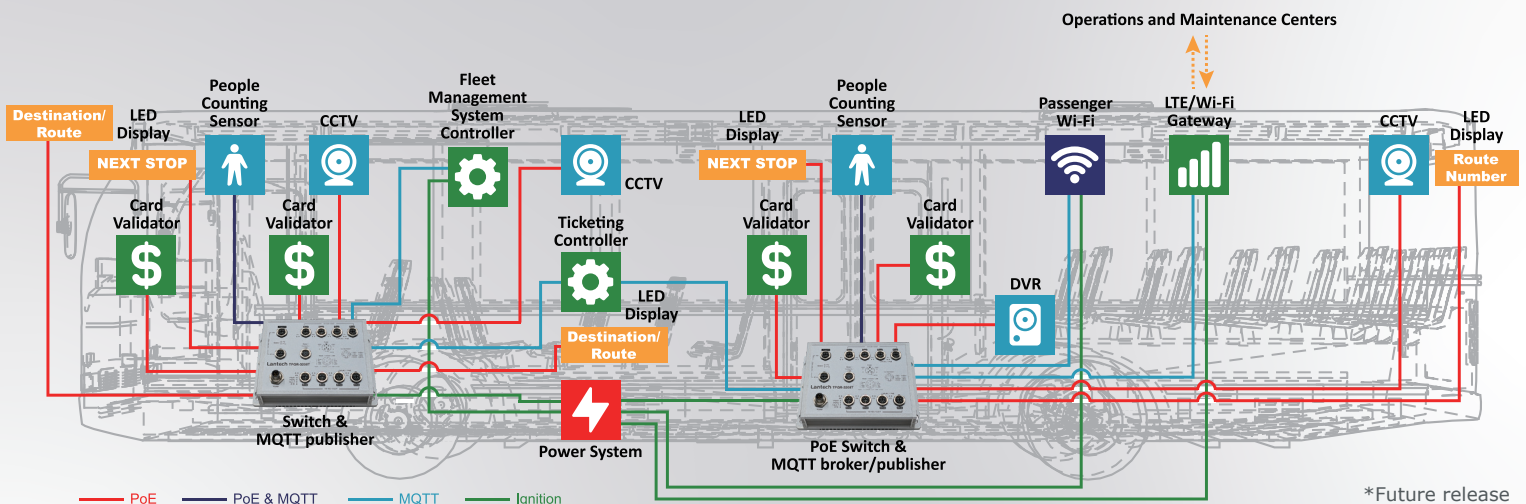 Operations and Maintenance Centers
Destination/
Route
LED
Display
NEXT STOP
People
Counting
Sensor
CCTV
Fleet
Management
System
Controller
CCTV
LED
Display
NEXT STOP
People
Counting
Sensor
Passenger
Wi-Fi
LTE/Wi-Fi
Gateway
CCTV
LED
Display
Route
Number
Card
Validator
$
Card
Validator
$
Ticketing
Controller
Card
Validator
$
Card
Validator
$
LED
Display
Destination/
Route
DVR
Lantech
Lantech
Switch &
MQTT publisher
Power System
PoE Switch &
MQTT broker/publisher
PoE
PoE & MQTT
MQTT
Ignition
*Future release